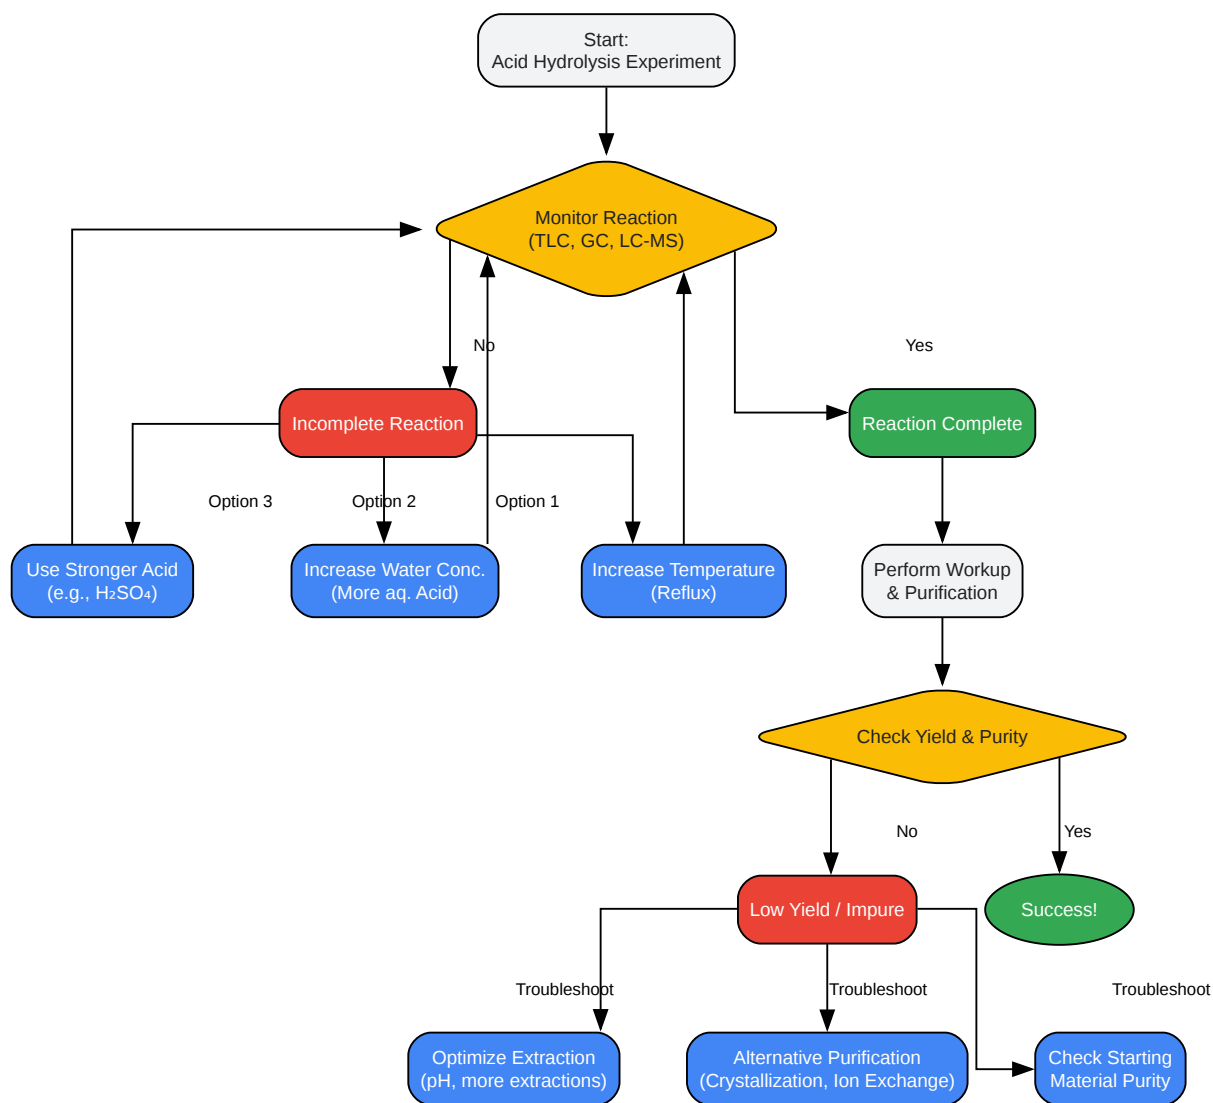 Start:
Acid Hydrolysis Experiment
Monitor Reaction
(TLC, GC, LC-MS)
No
Yes
Incomplete Reaction
Reaction Complete
Option 3
Option 2
Option 1
Use Stronger Acid
(e.g., H₂SO₄)
Increase Water Conc.
(More aq. Acid)
Increase Temperature
(Reflux)
Perform Workup
& Purification
Check Yield & Purity
No
Yes
Low Yield / Impure
Success!
Troubleshoot
Troubleshoot
Troubleshoot
Optimize Extraction
(pH, more extractions)
Alternative Purification
(Crystallization, Ion Exchange)
Check Starting
Material Purity